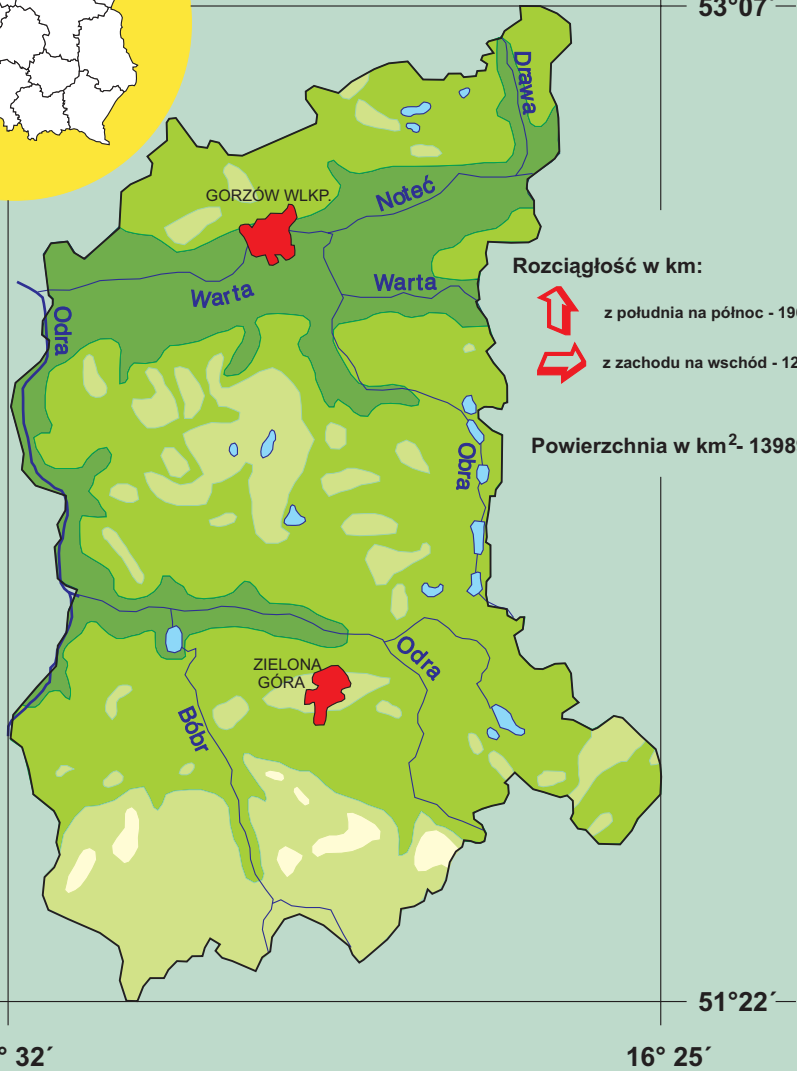 53°07´
Drawa
GORZÓW WLKP.
Noteć
Rozciągłość w km:
Warta
Warta
Odra
z południa na północ - 19
z zachodu na wschód - 12
Powierzchnia w km²- 1398
Obra
ZIELONA
GÓRA
Odra
Bóbr
51°22´
° 32´
16° 25´